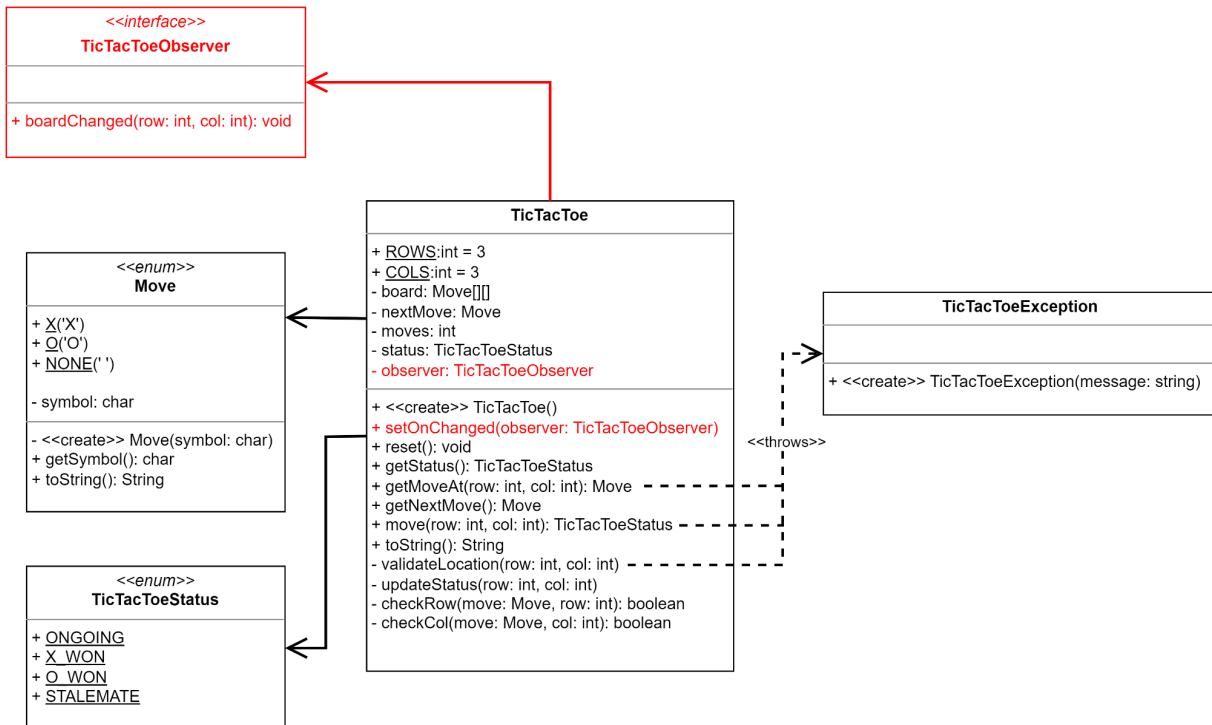 <<interface>>
TicTacToeObserver
+ boardChanged(row: int, col: int): void
<<enum>>
Move
+ X('X')
+ O('O')
+ NONE(' ')
- symbol: char
- <<create>> Move(symbol: char)
+ getSymbol(): char
+ toString(): String
<<enum>>
TicTacToeStatus
+ ONGOING
+ X_WON
+ O_WON
+ STALEMATE
TicTacToe
+ ROWS:int = 3
+ COLS:int = 3
- board: Move[][]
- nextMove: Move
- moves: int
- status: TicTacToeStatus
- observer: TicTacToeObserver
+ <<create>> TicTacToe()
+ setOnChanged(observer: TicTacToeObserver)
+ reset(): void
+ getStatus(): TicTacToeStatus
+ getMoveAt(row: int, col: int): Move
+ getNextMove(): Move
+ move(row: int, col: int): TicTacToeStatus
+ toString(): String
- validateLocation(row: int, col: int)
- updateStatus(row: int, col: int)
- checkRow(move: Move, row: int): boolean
- checkCol(move: Move, col: int): boolean
<<throws>>
TicTacToeException
+ <<create>> TicTacToeException(message: string)